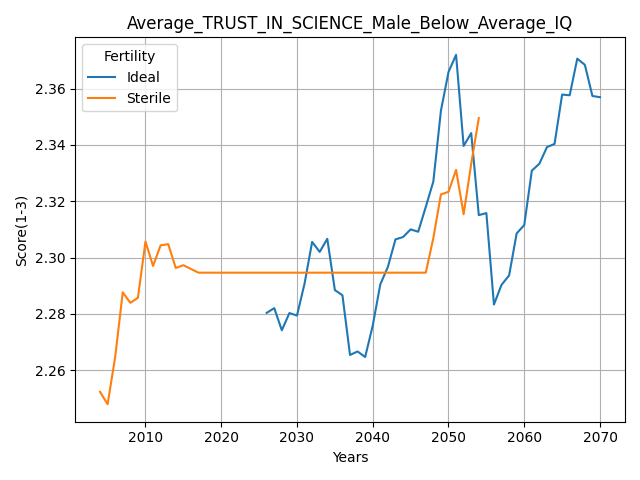 Average_TRUST_IN_SCIENCE_Male_Below_Average_IQ
Fertility
Ideal
Sterile
Score(1-3)
2.36
2.34
2.32
2.30
2.28
2.26
2010 2020 2030 2040 2050 2060 2070
Years